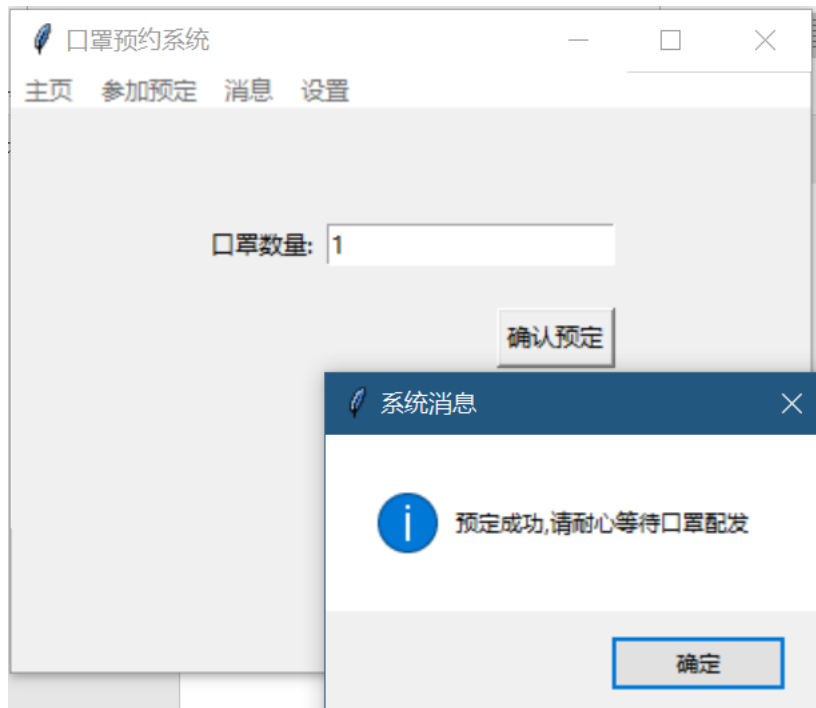 口罩预约系统
主页 参加预定 消息 设置
口罩数量: 1
确认预定
系统消息
预定成功,请耐心等待口罩配发
确定